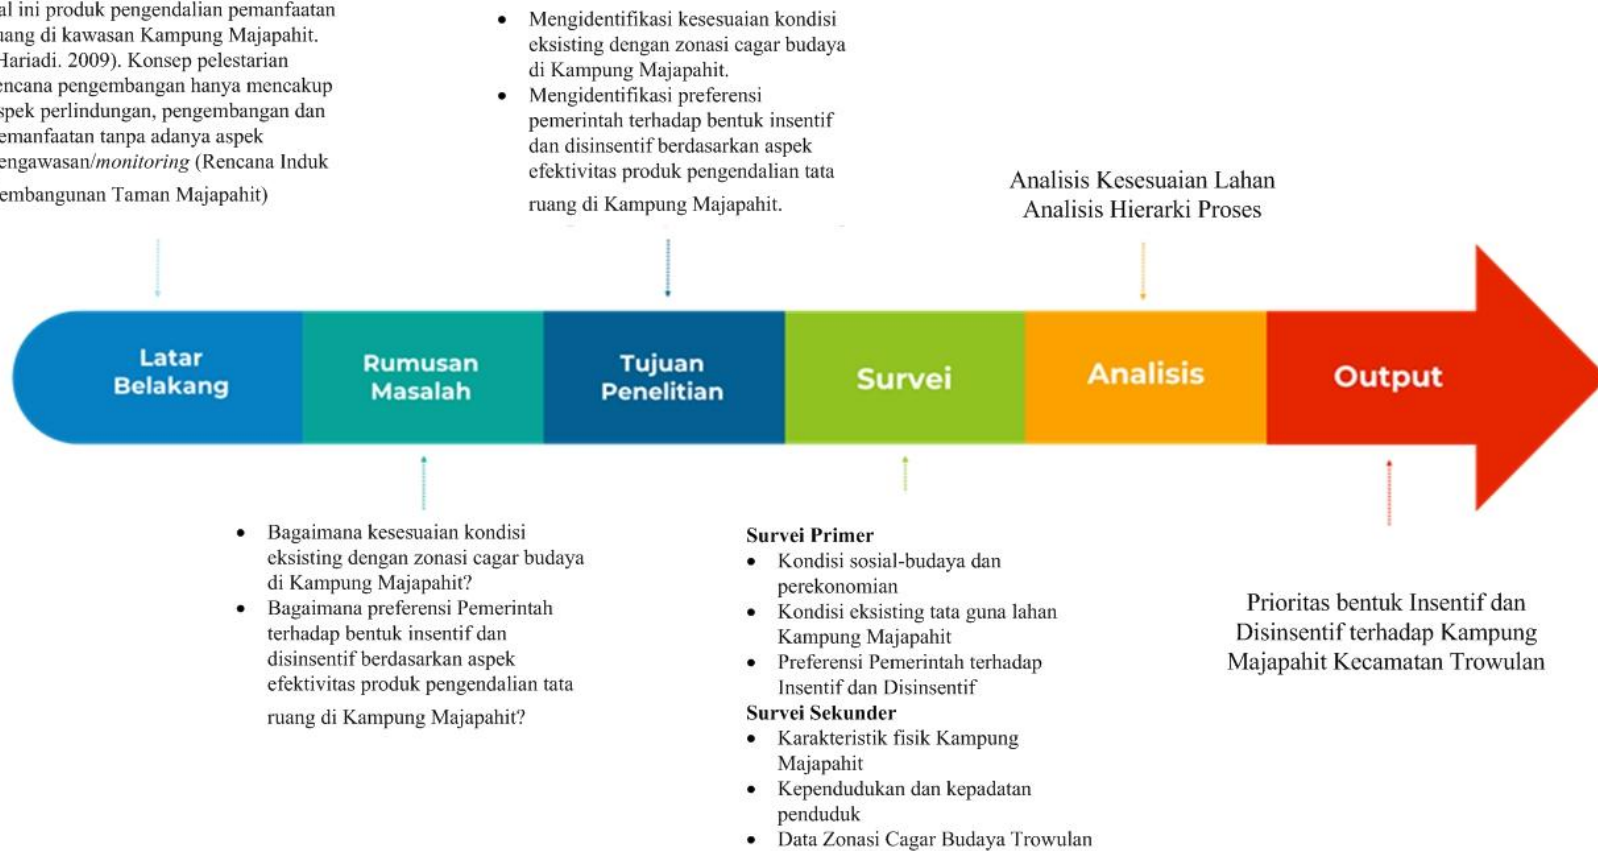 al ini produk pengendalian pemanfaatan
uang di kawasan Kampung Majapahit.
Hariadi. 2009). Konsep pelestarian
encana pengembangan hanya mencakup
spek perlindungan, pengembangan dan
emanfaatan tanpa adanya aspek
engawasan/monitoring (Rencana Induk
embangunan Taman Majapahit)
• Mengidentifikasi kesesuaian kondisi
eksisting dengan zonasi cagar budaya
di Kampung Majapahit.
• Mengidentifikasi preferensi
pemerintah terhadap bentuk insentif
dan disinsentif berdasarkan aspek
efektivitas produk pengendalian tata
ruang di Kampung Majapahit.
Analisis Kesesuaian Lahan
Analisis Hierarki Proses
Latar
Belakang
Rumusan
Masalah
Tujuan
Penelitian
Survei
Analisis
Output
• Bagaimana kesesuaian kondisi
eksisting dengan zonasi cagar budaya
di Kampung Majapahit?
• Bagaimana preferensi Pemerintah
terhadap bentuk insentif dan
disinsentif berdasarkan aspek
efektivitas produk pengendalian tata
ruang di Kampung Majapahit?
Survei Primer
• Kondisi sosial-budaya dan
perekonomian
• Kondisi eksisting tata guna lahan
Kampung Majapahit
• Preferensi Pemerintah terhadap
Insentif dan Disinsentif
Survei Sekunder
• Karakteristik fisik Kampung
Majapahit
• Kependudukan dan kepadatan
penduduk
• Data Zonasi Cagar Budaya Trowulan
Prioritas bentuk Insentif dan
Disinsentif terhadap Kampung
Majapahit Kecamatan Trowulan